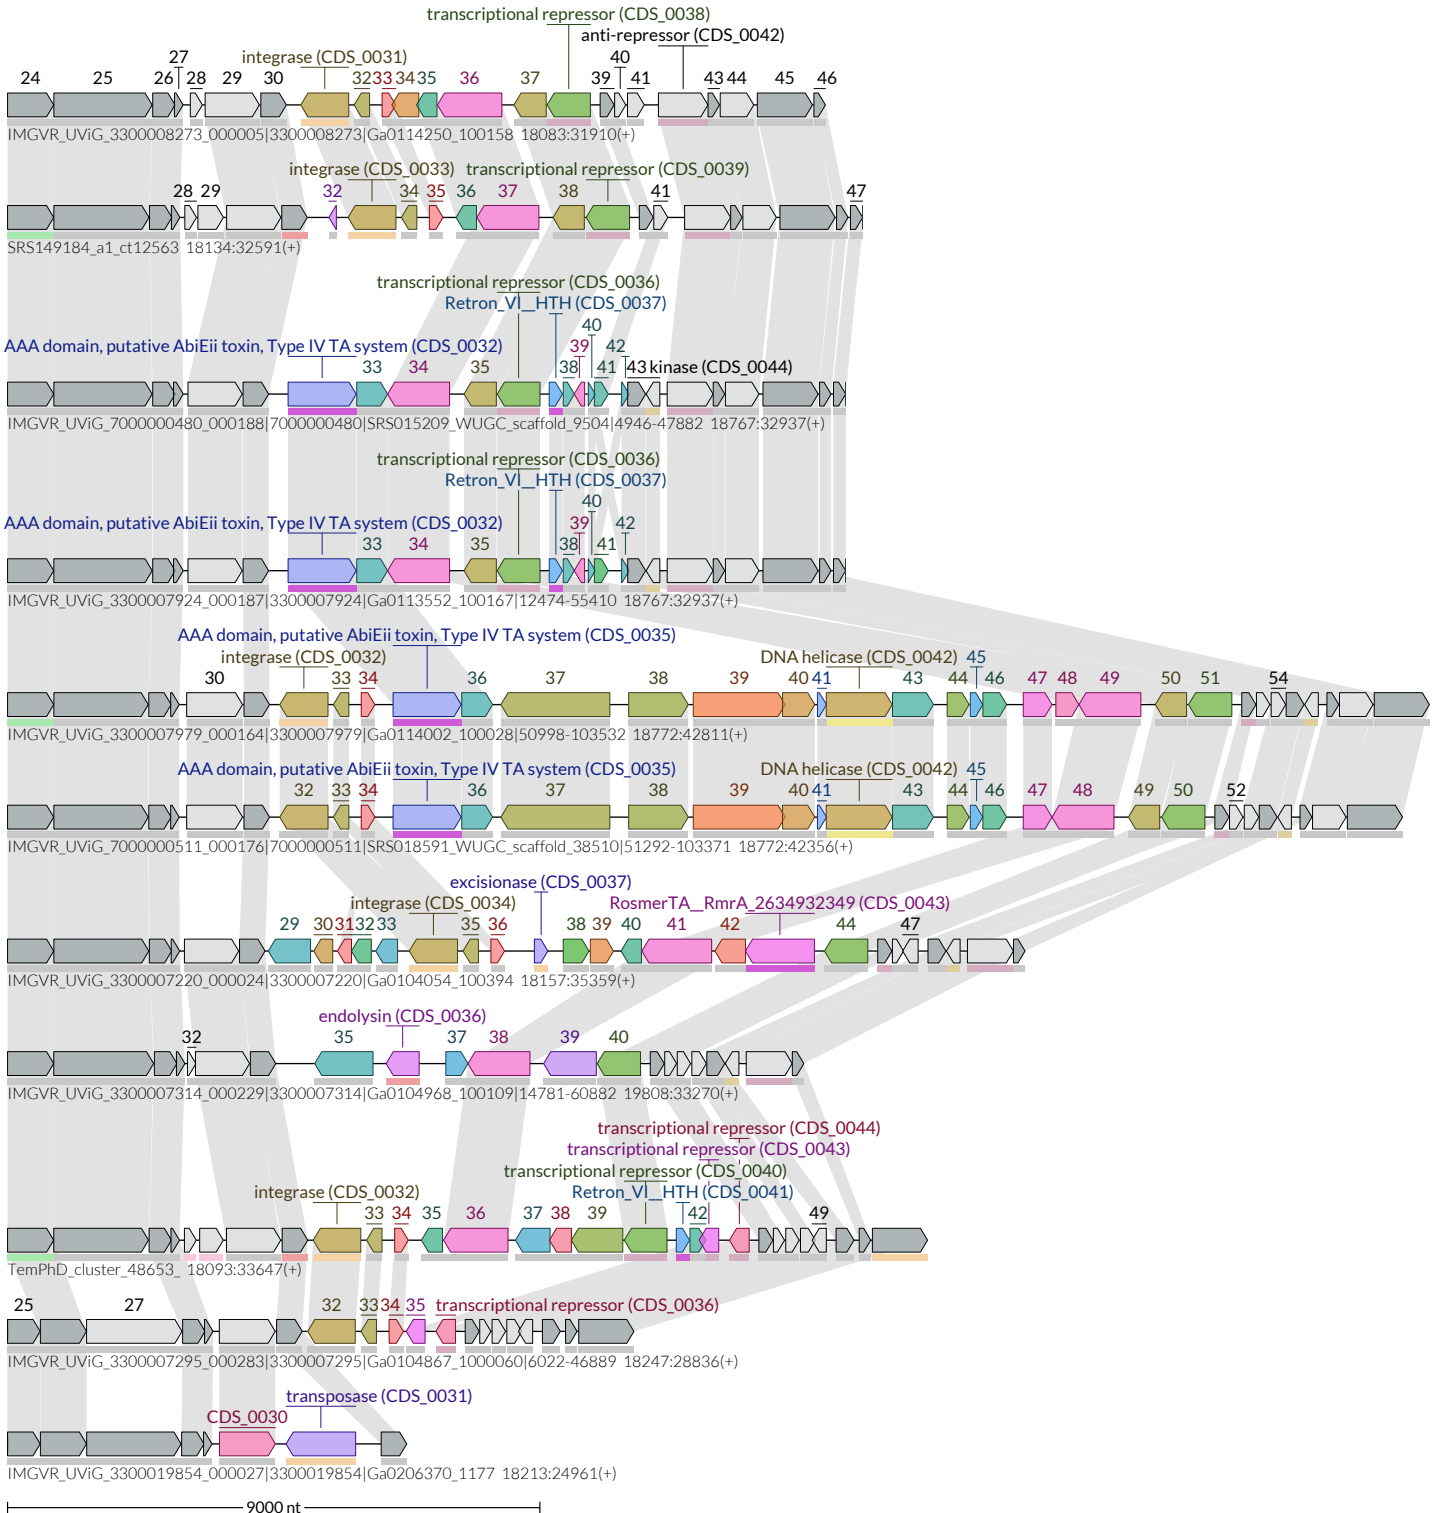 transcriptional repressor (CDS_0038)
anti-repressor (CDS_0042)
27 integrase (CDS_0031) 40
24 25 26 28 29 30 32 33 34 35 36 37 39 41 43 44 45 46
IMGVR_UViG_3300008273_000005|3300008273|Ga0114250_100158 18083:31910(+)
integrase (CDS_0033) transcriptional repressor (CDS_0039)
28 29 32 34 35 36 37 38 41 47
SRS149184_a1_ct12563 18134:32591(+)
transcriptional repressor (CDS_0036)
Retron_VI__HTH (CDS_0037)
40
AAA domain, putative AbiEii toxin, Type IV TA system (CDS_0032) 39 42
33 34 35 38 41 43 kinase (CDS_0044)
IMGVR_UViG_7000000480_000188|7000000480|SRS015209_WUGC_scaffold_9504|4946-47882 18767:32937(+)
transcriptional repressor (CDS_0036)
Retron_VI__HTH (CDS_0037)
40
AAA domain, putative AbiEii toxin, Type IV TA system (CDS_0032) 39 42
33 34 35 38 41
IMGVR_UViG_3300007924_000187|3300007924|Ga0113552_100167|12474-55410 18767:32937(+)
AAA domain, putative AbiEii toxin, Type IV TA system (CDS_0035)
integrase (CDS_0032) DNA helicase (CDS_0042) 45
30 33 34 36 37 38 39 40 41 43 44 46 47 48 49 50 51 54
IMGVR_UViG_3300007979_000164|3300007979|Ga0114002_100028|50998-103532 18772:42811(+)
AAA domain, putative AbiEii toxin, Type IV TA system (CDS_0035) DNA helicase (CDS_0042) 45
32 33 34 36 37 38 39 40 41 43 44 46 47 48 49 50 52
IMGVR_UViG_7000000511_000176|7000000511|SRS018591_WUGC_scaffold_38510|51292-103371 18772:42356(+)
excisionase (CDS_0037)
integrase (CDS_0034) RosmerTA__RmrA_2634932349 (CDS_0043)
29 30 31 32 33 35 36 38 39 40 41 42 44 47
IMGVR_UViG_3300007220_000024|3300007220|Ga0104054_100394 18157:35359(+)
endolysin (CDS_0036)
32 35 37 38 39 40
IMGVR_UViG_3300007314_000229|3300007314|Ga0104968_100109|14781-60882 19808:33270(+)
transcriptional repressor (CDS_0044)
transcriptional repressor (CDS_0043)
transcriptional repressor (CDS_0040)
integrase (CDS_0032) Retron_VI__HTH (CDS_0041)
33 34 35 36 37 38 39 42 49
TemPhD_cluster_48653_ 18093:33647(+)
25 27 32 33 34 35 transcriptional repressor (CDS_0036)
IMGVR_UViG_3300007295_000283|3300007295|Ga0104867_1000060|6022-46889 18247:28836(+)
transposase (CDS_0031)
CDS_0030
IMGVR_UViG_3300019854_000027|3300019854|Ga0206370_1177 18213:24961(+)
9000 nt